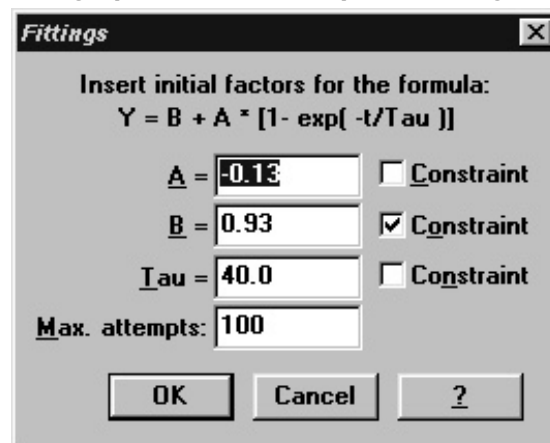 Fittings
Insert initial factors for the formula:
Y = B + A * [1- exp( -t/Tau )]
A = -0.13 Constraint
B = 0.93 Constraint
Tau = 40.0 Constraint
Max. attempts: 100
OK Cancel ?